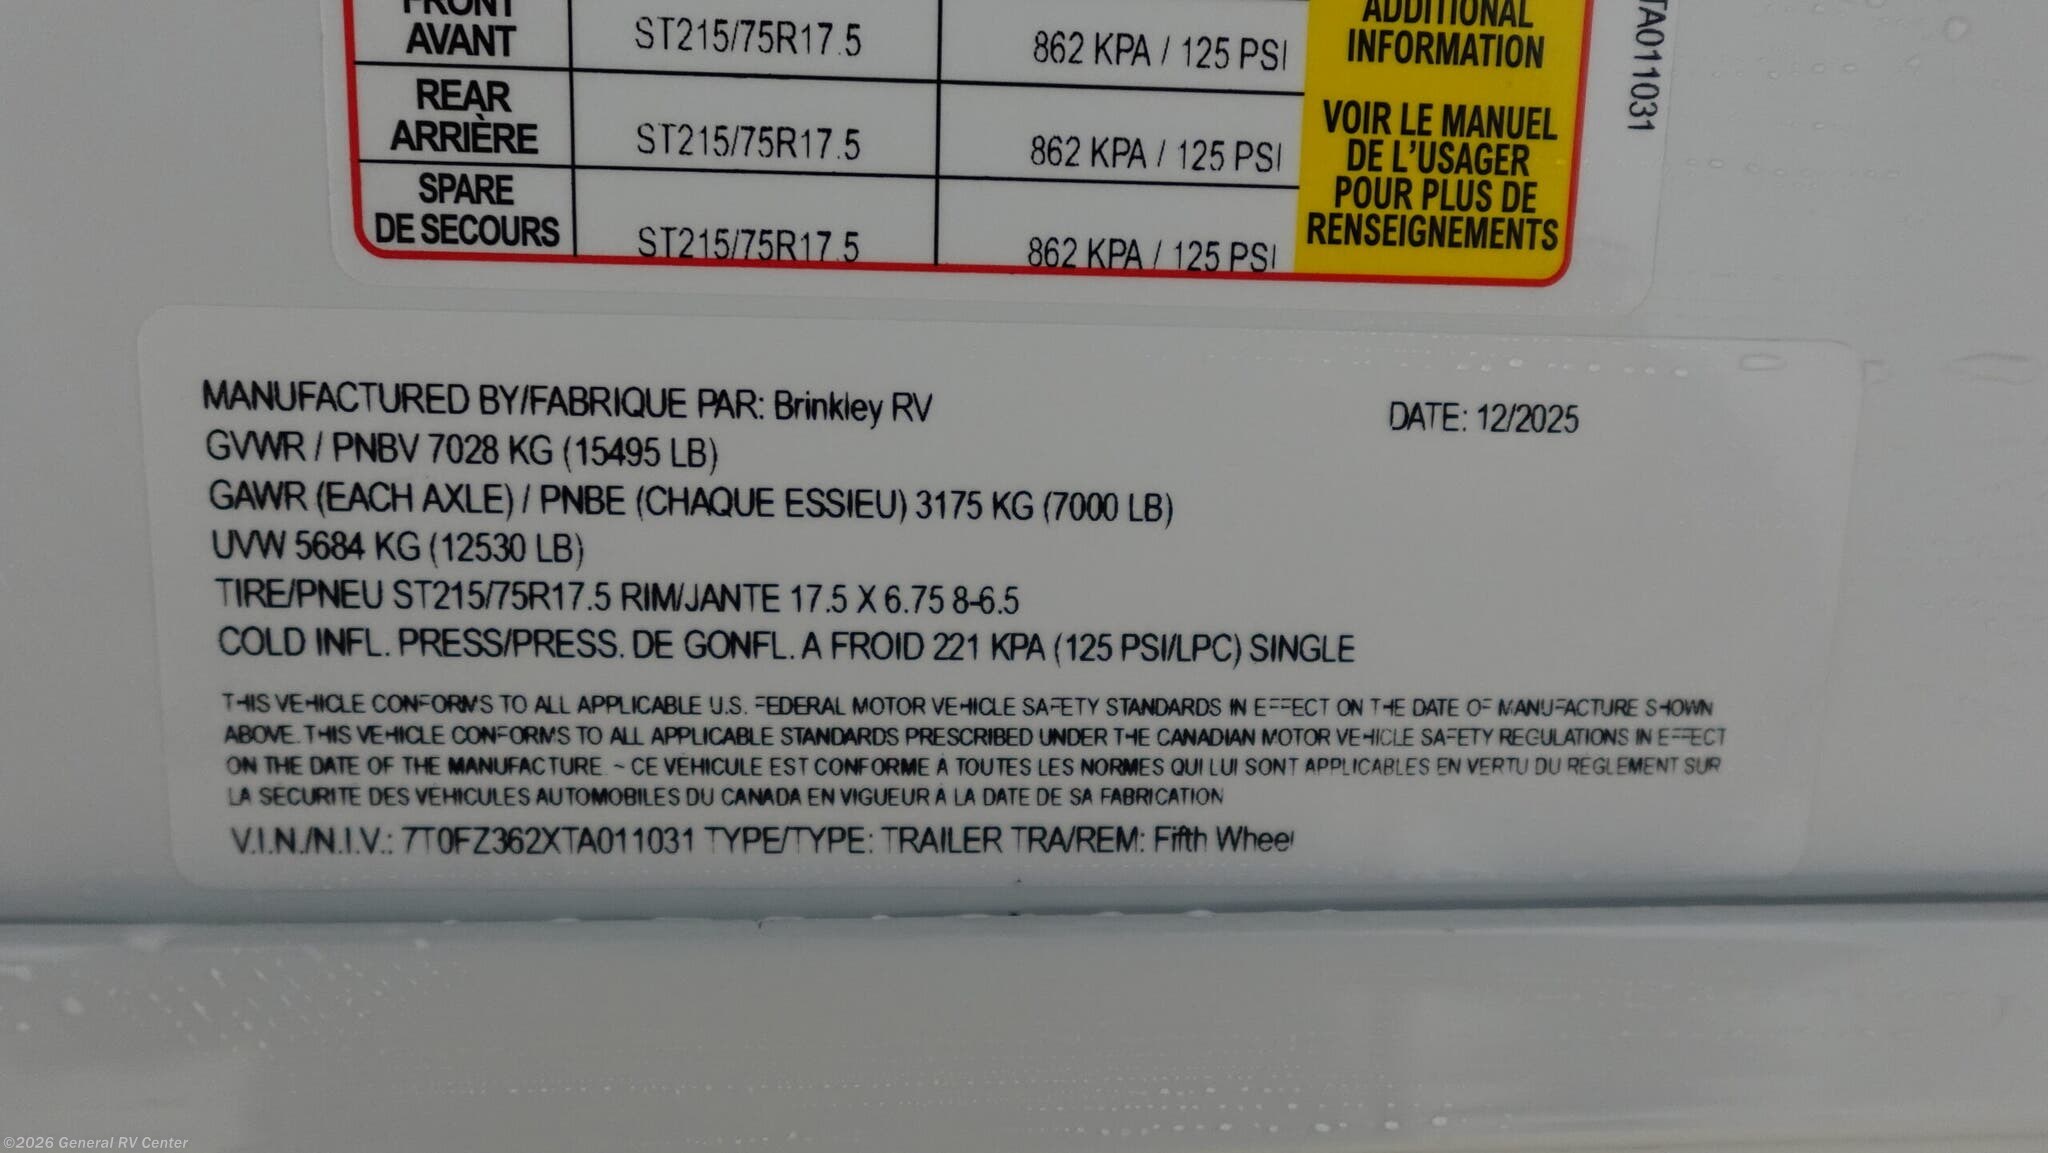 FRONT
AVANT
ST215/75R17.5
862 KPA / 125 PSI
ADDITIONAL
INFORMATION
REAR
ARRIÈRE
ST215/75R17.5
862 KPA / 125 PSI
VOIR LE MANUEL
DE L'USAGER
POUR PLUS DE
RENSEIGNEMENTS
SPARE
DE SECOURS
ST215/75R17.5
862 KPA / 125 PSI
TA011031
MANUFACTURED BY/FABRIQUE PAR: Brinkley RV
DATE: 12/2025
GVWR / PNBV 7028 KG (15495 LB)
GAWR (EACH AXLE) / PNBE (CHAQUE ESSIEU) 3175 KG (7000 LB)
UVW 5684 KG (12530 LB)
TIRE/PNEU ST215/75R17.5 RIM/JANTE 17.5 X 6.75 8-6.5
COLD INFL. PRESS/PRESS. DE GONFL. A FROID 221 KPA (125 PSI/LPC) SINGLE
THIS VEHICLE CONFORMS TO ALL APPLICABLE U.S. FEDERAL MOTOR VEHICLE SAFETY STANDARDS IN EFFECT ON THE DATE OF MANUFACTURE SHOWN
ABOVE. THIS VEHICLE CONFORMS TO ALL APPLICABLE STANDARDS PRESCRIBED UNDER THE CANADIAN MOTOR VEHICLE SAFETY REGULATIONS IN EFFECT
ON THE DATE OF THE MANUFACTURE. ~ CE VÉHICULE EST CONFORME À TOUTES LES NORMES QUI LUI SONT APPLICABLES EN VERTU DU RÈGLEMENT SUR
LA SÉCURITÉ DES VÉHICULES AUTOMOBILES DU CANADA EN VIGUEUR À LA DATE DE SA FABRICATION
V.I.N./N.I.V.: 7T0FZ362XTA011031 TYPE/TYPE: TRAILER TRA/REM: Fifth Wheel
©2026 General RV Center